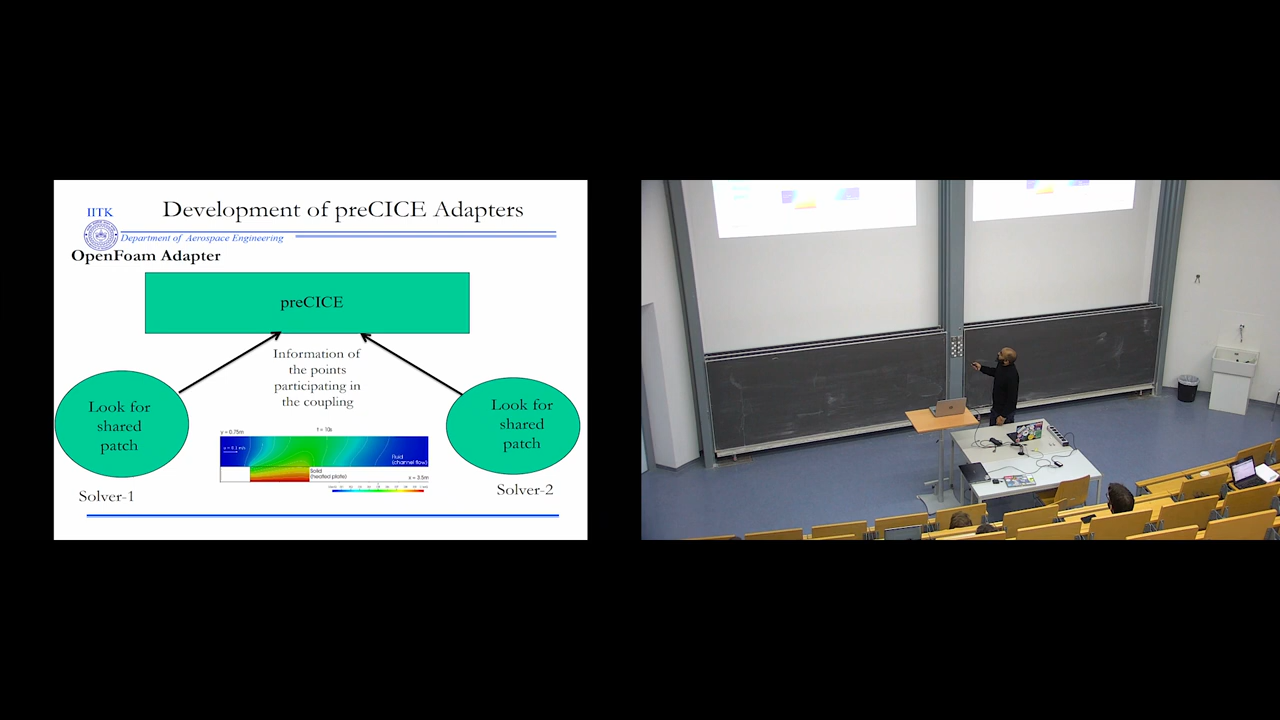 Development of preCICE Adapters
IITK
Department of Aerospace Engineering
OpenFoam Adapter
preCICE
Information of
the points
participating in
the coupling
Look for
shared
patch
Solver-1
Look for
shared
patch
Solver-2
y = 0.75m
t = 10s
Fluid
(channel flow)
Solid
(heated plate)
x = 3.5m